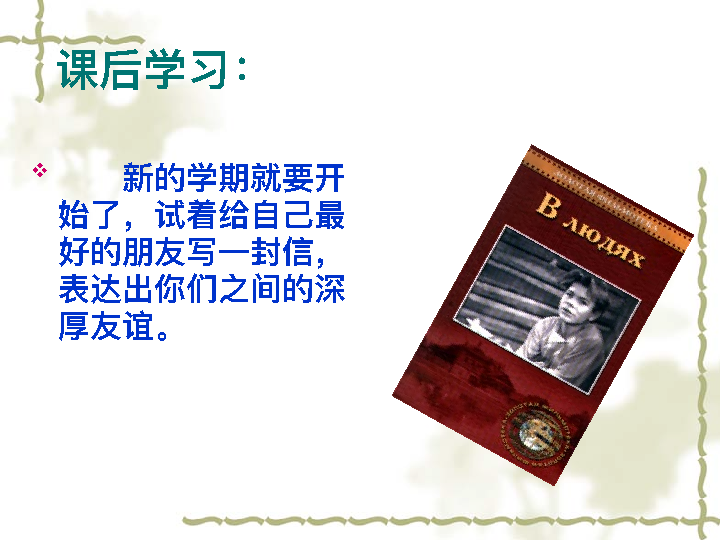 课后学习：
新的学期就要开
始了，试着给自己最
好的朋友写一封信，
表达出你们之间的深
厚友谊。
В людях